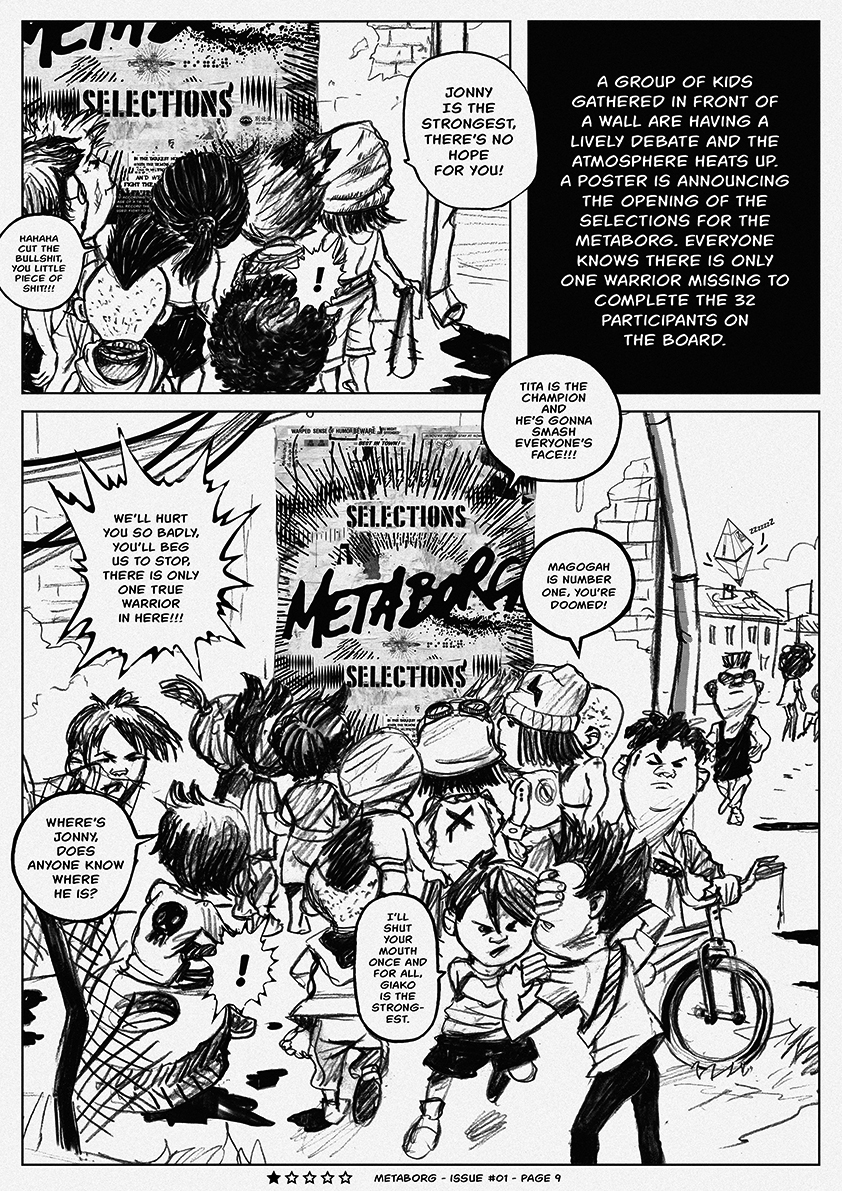 METAB
SELECTIONS
JONNY
IS THE
STRONGEST,
THERE'S NO
HOPE
FOR YOU!
HAHAHA
CUT THE
BULLSHIT,
YOU LITTLE
PIECE OF
SHIT!!!
!
A GROUP OF KIDS
GATHERED IN FRONT OF
A WALL ARE HAVING A
LIVELY DEBATE AND THE
ATMOSPHERE HEATS UP.
A POSTER IS ANNOUNCING
THE OPENING OF THE
SELECTIONS FOR THE
METABORG. EVERYONE
KNOWS THERE IS ONLY
ONE WARRIOR MISSING TO
COMPLETE THE 32
PARTICIPANTS ON
THE BOARD.
TITA IS THE
CHAMPION
AND
HE'S GONNA
SMASH
EVERYONE'S
FACE!!!
WARPED SENSE OF HUMOR BEWARE
BEST IN TOWN!
WE'LL HURT
YOU SO BADLY,
YOU'LL BEG
US TO STOP,
THERE IS ONLY
ONE TRUE
WARRIOR
IN HERE!!!
SELECTIONS
METABORG
SELECTIONS
MAGOGAH
IS NUMBER
ONE, YOU'RE
DOOMED!
ZZZZZZ
WHERE'S
JONNY,
DOES
ANYONE KNOW
WHERE
HE IS?
!
I'LL
SHUT
YOUR
MOUTH
ONCE AND
FOR ALL,
GIAKO
IS THE
STRONG-
EST.
METABORG - ISSUE #01 - PAGE 9